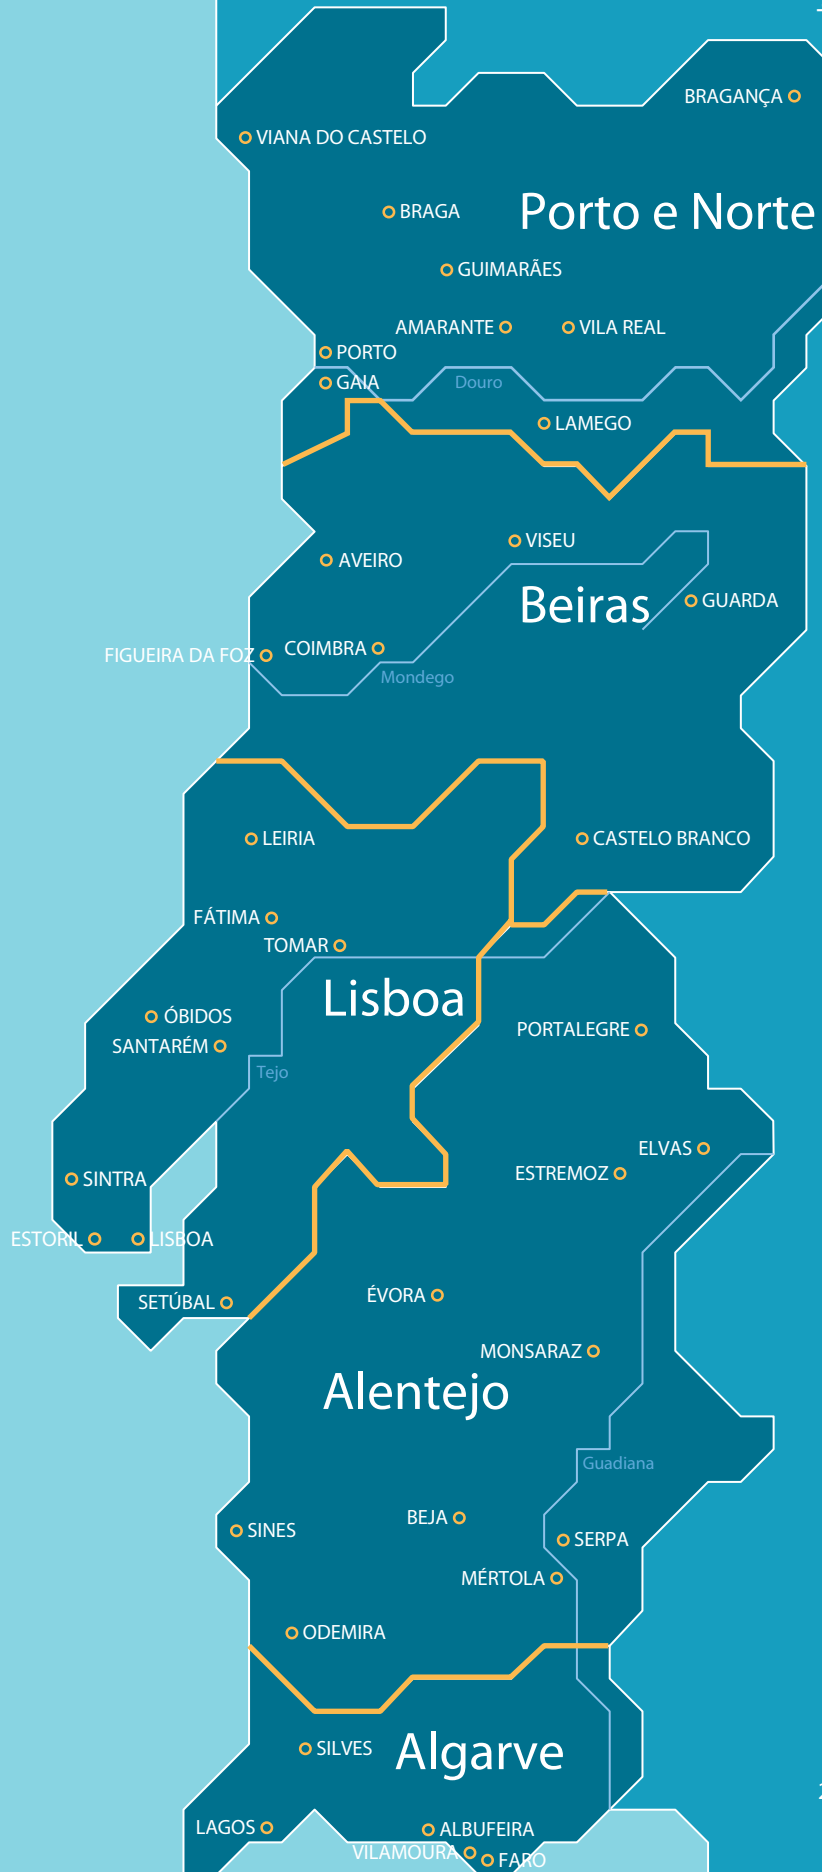 BRAGANÇA
VIANA DO CASTELO
BRAGA
Porto e Norte
GUIMARÃES
AMARANTE
VILA REAL
PORTO
GAIA
Douro
LAMEGO
VISEU
AVEIRO
Beiras
GUARDA
FIGUEIRA DA FOZ
COIMBRA
Mondego
LEIRIA
CASTELO BRANCO
FÁTIMA
TOMAR
Lisboa
ÓBIDOS
PORTALEGRE
SANTARÉM
Tejo
ELVAS
ESTREMOZ
SINTRA
ESTORIL
LISBOA
ÉVORA
SETÚBAL
MONSARAZ
Alentejo
Guadiana
BEJA
SINES
SERPA
MÉRTOLA
ODEMIRA
SILVES
Algarve
LAGOS
ALBUFEIRA
VILAMOURA
FARO